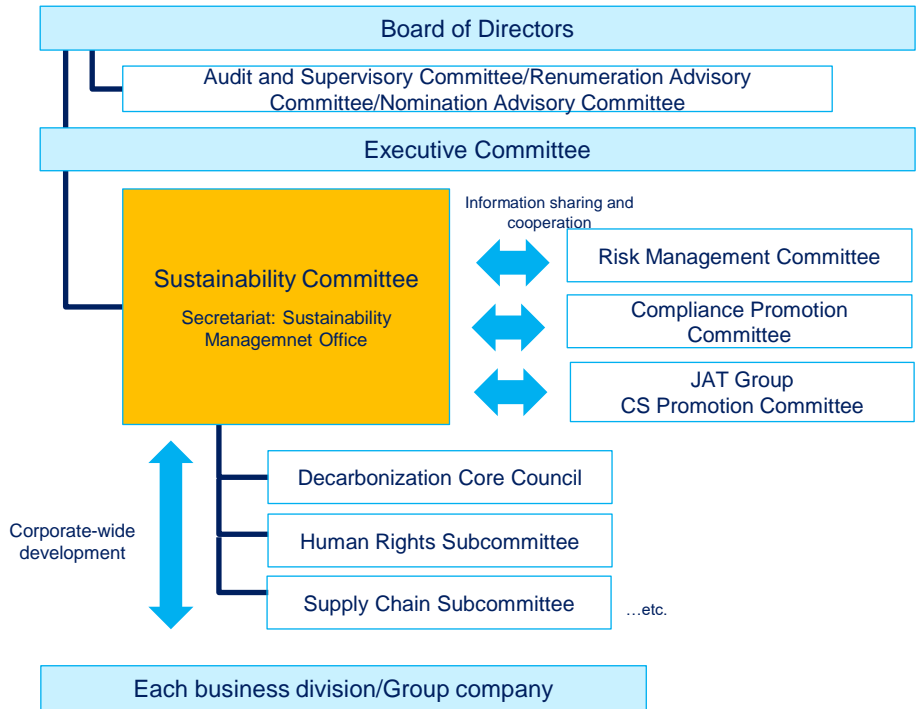 Board of Directors
Audit and Supervisory Committee/Renumeration Advisory
Committee/Nomination Advisory Committee
Executive Committee
Sustainability Committee
Secretariat: Sustainability
Managemnet Office
Information sharing and
cooperation
Risk Management Committee
Compliance Promotion
Committee
JAT Group
CS Promotion Committee
Corporate-wide
development
Decarbonization Core Council
Human Rights Subcommittee
Supply Chain Subcommittee
…etc.
Each business division/Group company